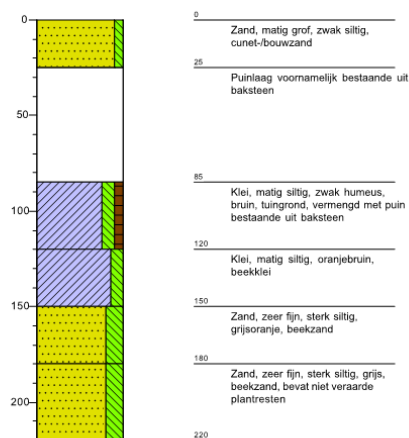 0
0
Zand, matig grof, zwak siltig,
cunet-/bouwzand
25
Puinlaag voornamelijk bestaande uit
baksteen
50
85
Klei, matig siltig, zwak humeus,
bruin, tuingrond, vermengd met puin
bestaande uit baksteen
100
120
Klei, matig siltig, oranjebruin,
beekklei
150
150
Zand, zeer fijn, sterk siltig,
grijsoranje, beekzand
180
Zand, zeer fijn, sterk siltig, grijs,
beekzand, bevat niet veraarde
plantresten
200
220